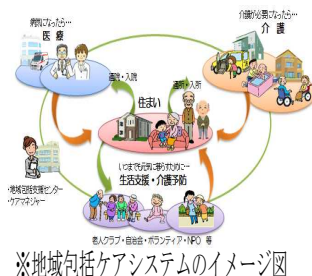 病気になったら…
医療
介護が必要になったら…
介護
通院・入院
通所・入所
住まい
いつまでも元気に暮らすために…
生活支援・介護予防
・地域包括支援センター
・ケアマネジャー
老人クラブ・自治会・ボランティア・NPO 等
※地域包括ケアシステムのイメージ図